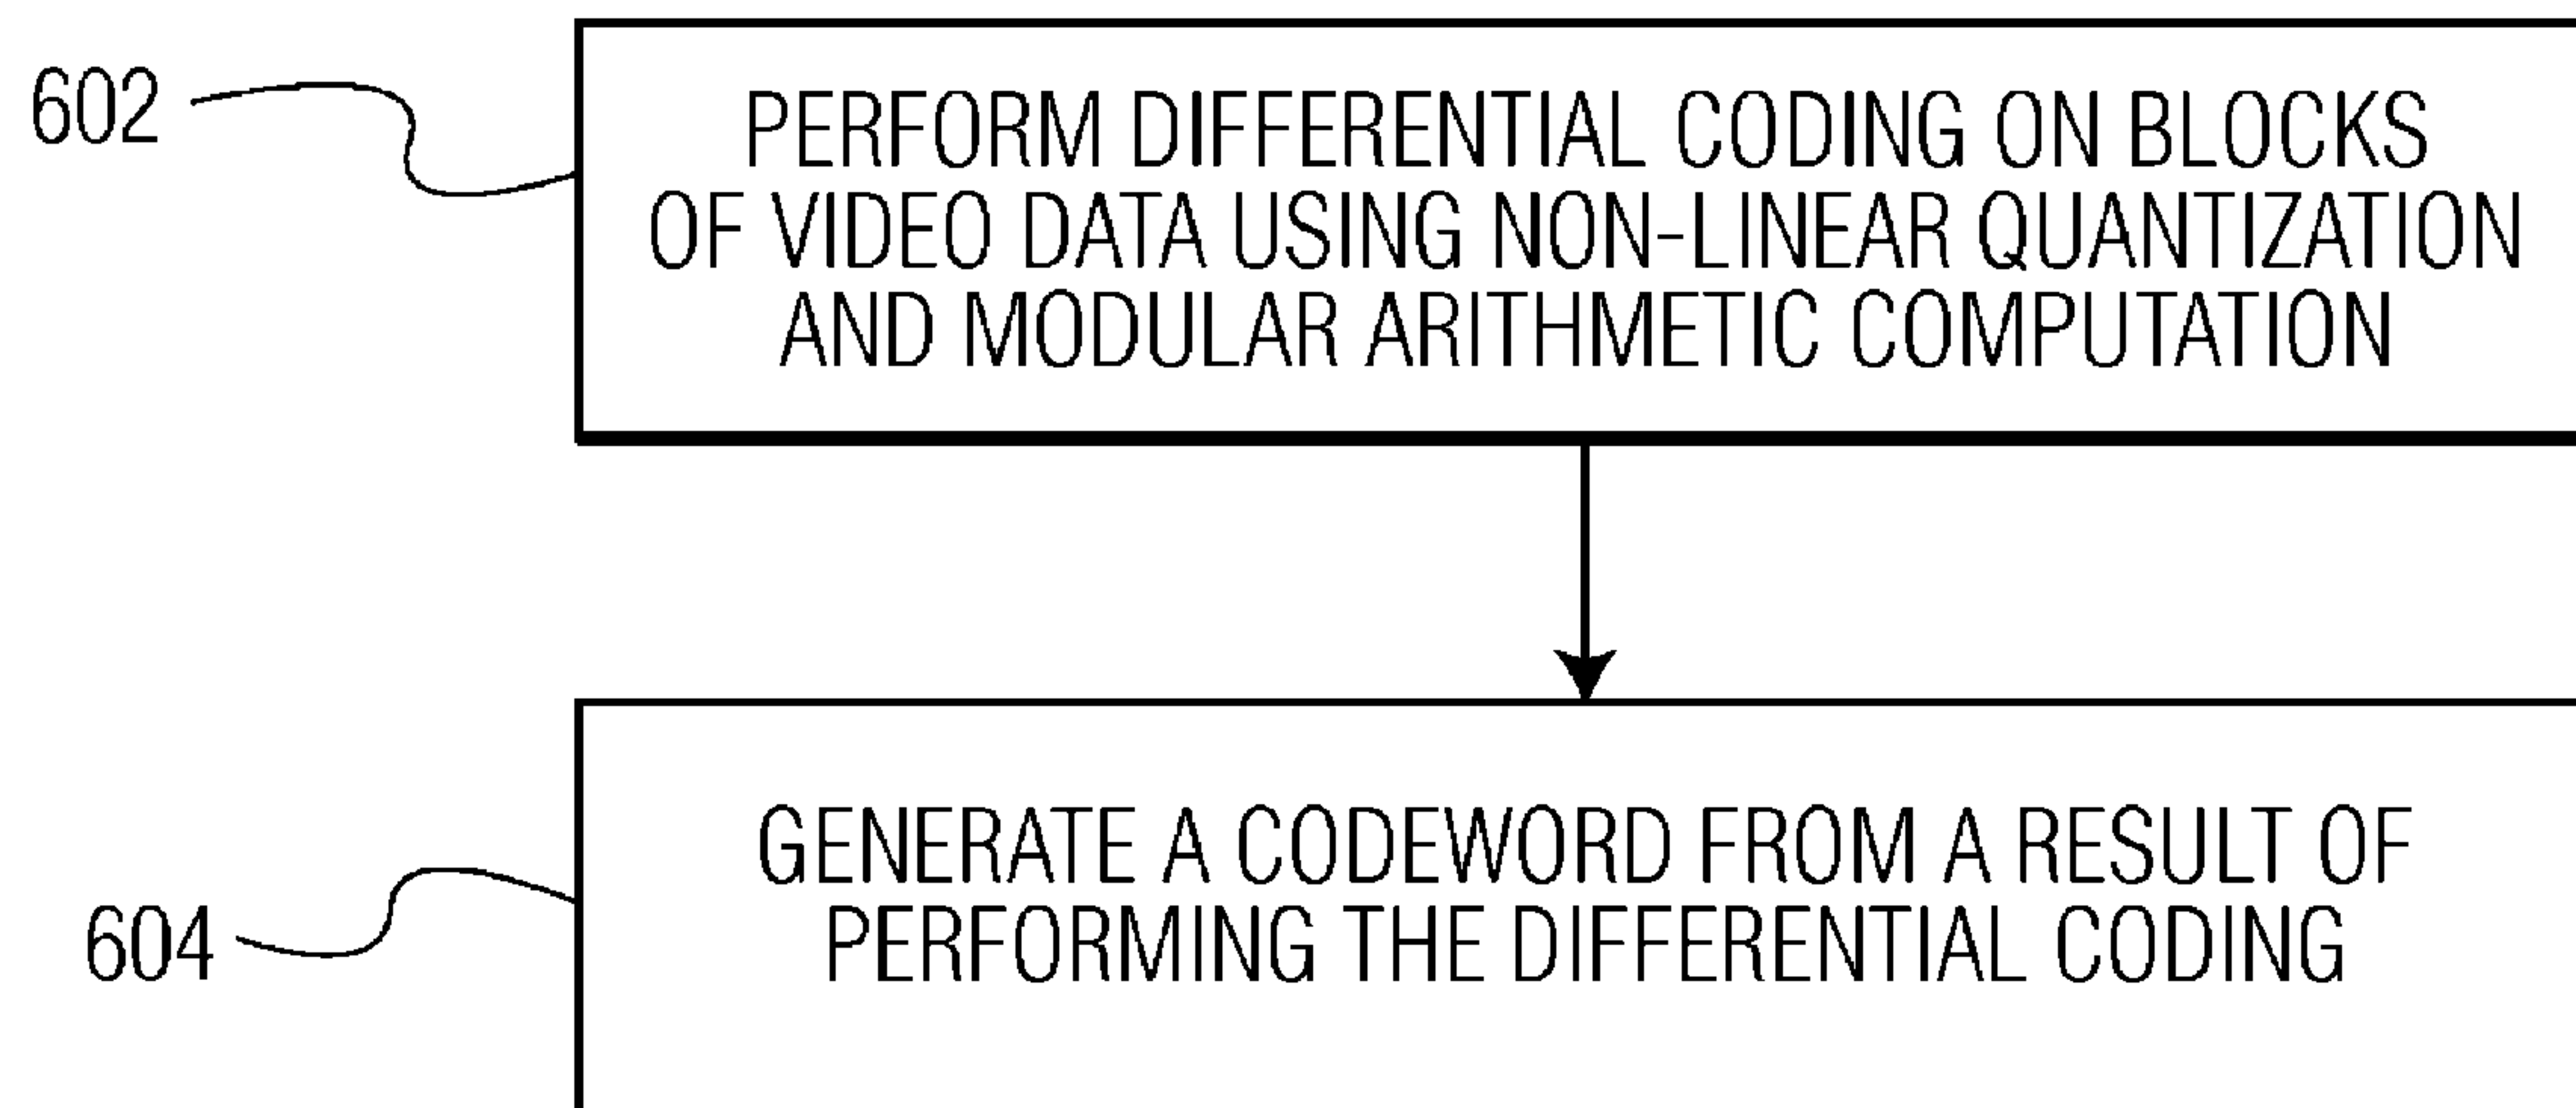 602
PERFORM DIFFERENTIAL CODING ON BLOCKS
OF VIDEO DATA USING NON-LINEAR QUANTIZATION
AND MODULAR ARITHMETIC COMPUTATION
604
GENERATE A CODEWORD FROM A RESULT OF
PERFORMING THE DIFFERENTIAL CODING